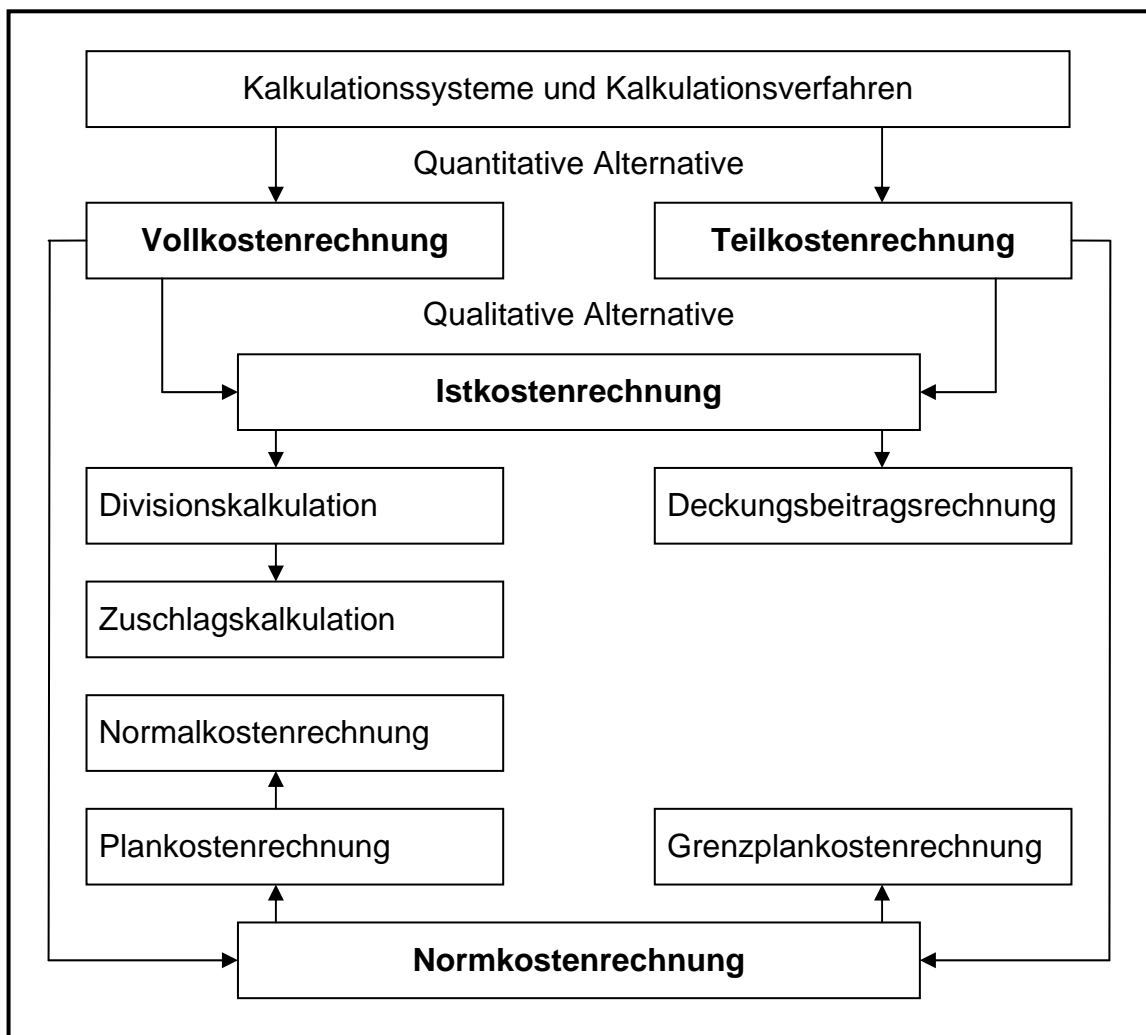 Kalkulationssysteme und Kalkulationsverfahren
Quantitative Alternative
Vollkostenrechnung
Teilkostenrechnung
Qualitative Alternative
Istkostenrechnung
Divisionskalkulation
Deckungsbeitragsrechnung
Zuschlagskalkulation
Normalkostenrechnung
Plankostenrechnung
Grenzplankostenrechnung
Normkostenrechnung